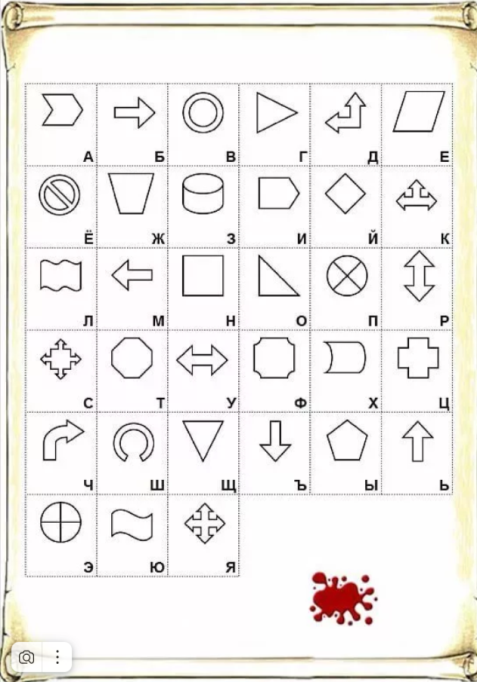 А Б В Г Д Е
Ё Ж З И Й К
Л М Н О П Р
С Т У Ф Х Ц
Ч Ш Щ Ъ Ы Ь
Э Ю Я